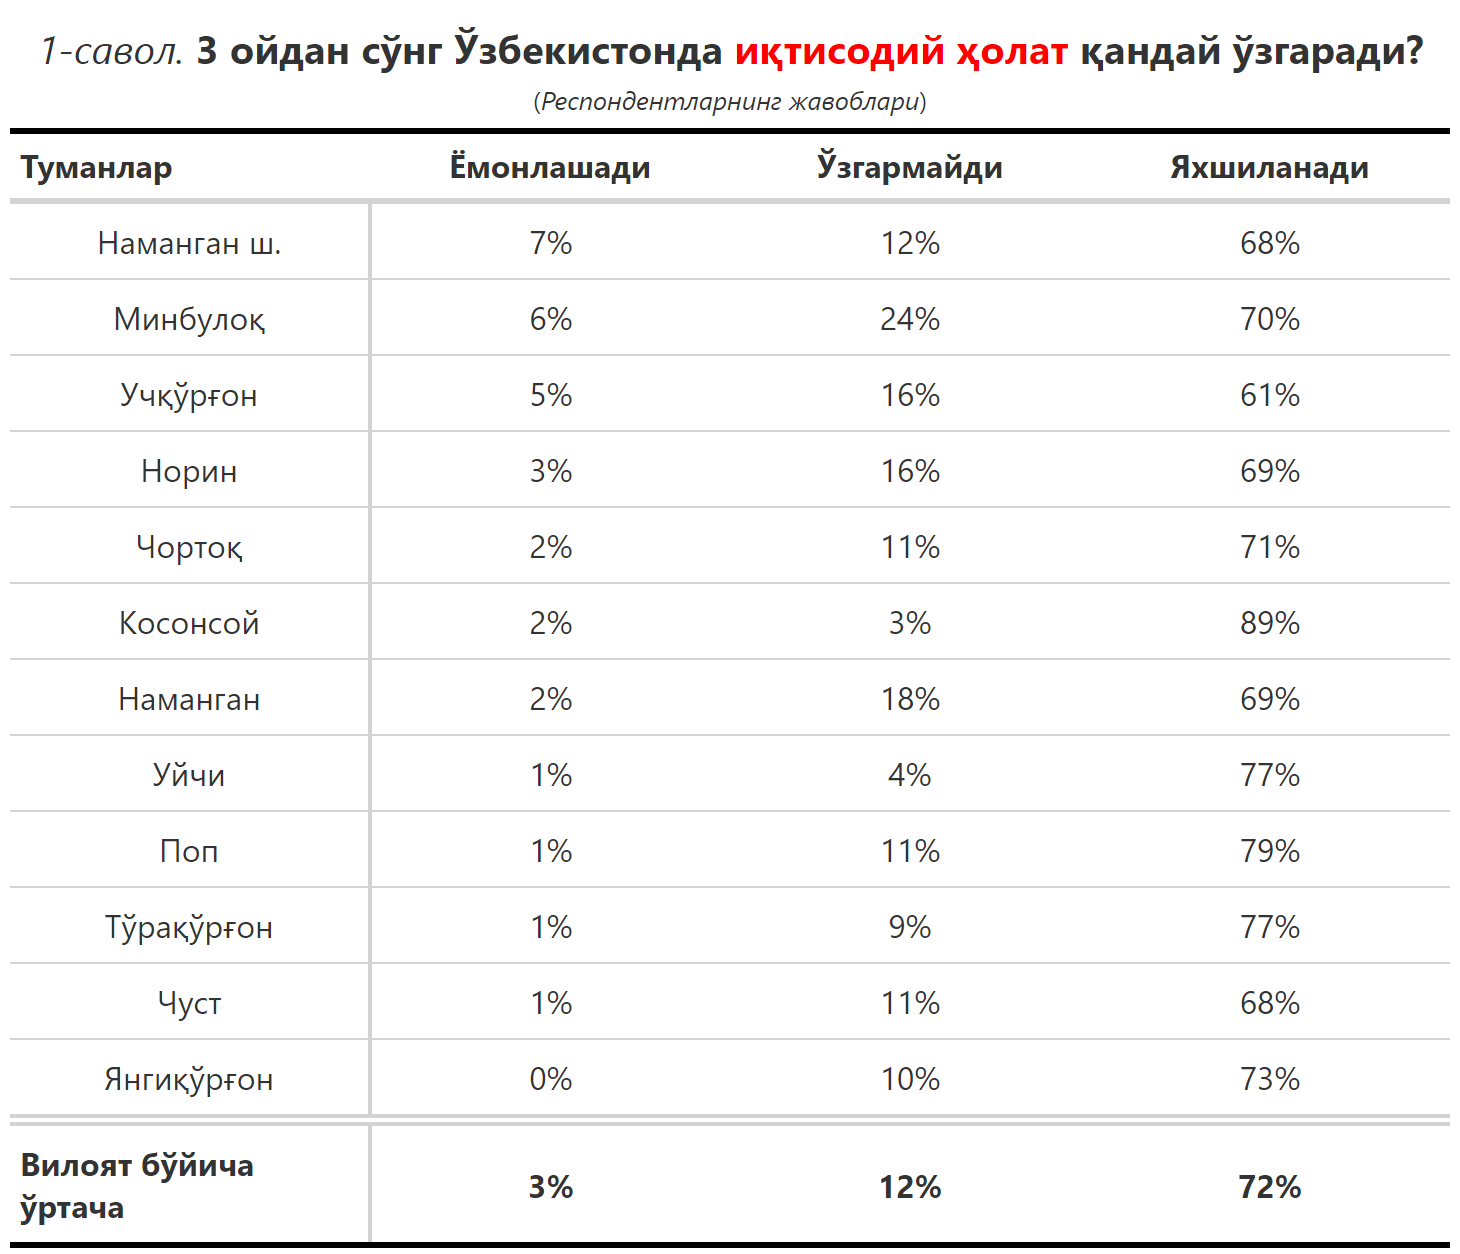 1-савол. 3 ойдан сўнг Ўзбекистонда иқтисодий ҳолат қандай ўзгаради?
(Респондентларнинг жавоблари)
Туманлар Ёмонлашади Ўзгармайди Яхшиланади
Наманган ш. 7% 12% 68%
Минбулоқ 6% 24% 70%
Учқўрғон 5% 16% 61%
Норин 3% 16% 69%
Чортоқ 2% 11% 71%
Косонсой 2% 3% 89%
Наманган 2% 18% 69%
Уйчи 1% 4% 77%
Поп 1% 11% 79%
Тўрақўрғон 1% 9% 77%
Чуст 1% 11% 68%
Янгиқўрғон 0% 10% 73%
Вилоят бўйича
ўртача 3% 12% 72%